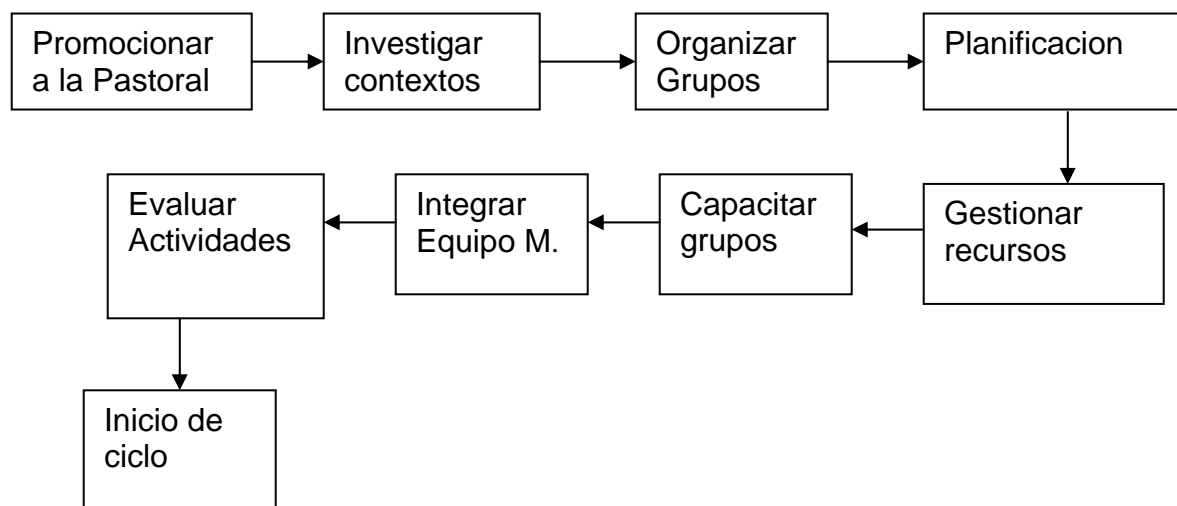 Promocionar
a la Pastoral
Investigar
contextos
Organizar
Grupos
Planificacion
Gestionar
recursos
Capacitar
grupos
Integrar
Equipo M.
Evaluar
Actividades
Inicio de
ciclo